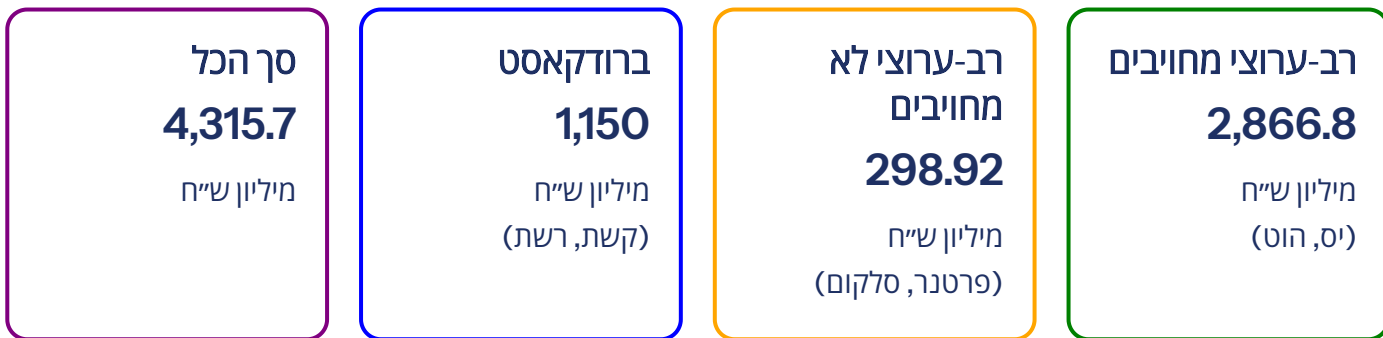 רב-ערוצי מחויבים
2,866.8
מיליון ש״ח
(יס, הוט)
רב-ערוצי לא
מחויבים
298.92
מיליון ש״ח
(פרטנר, סלקום)
ברודקאסט
1,150
מיליון ש״ח
(קשת, רשת)
סך הכל
4,315.7
מיליון ש״ח